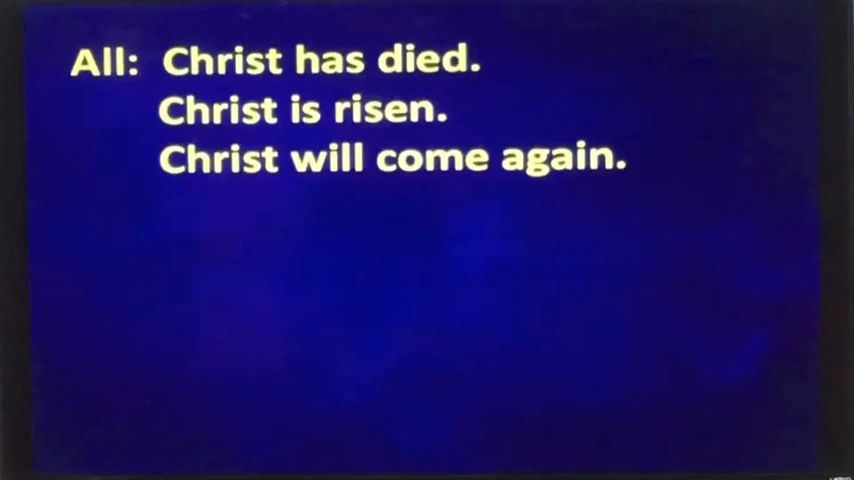 All: Christ has died.
Christ is risen.
Christ will come again.